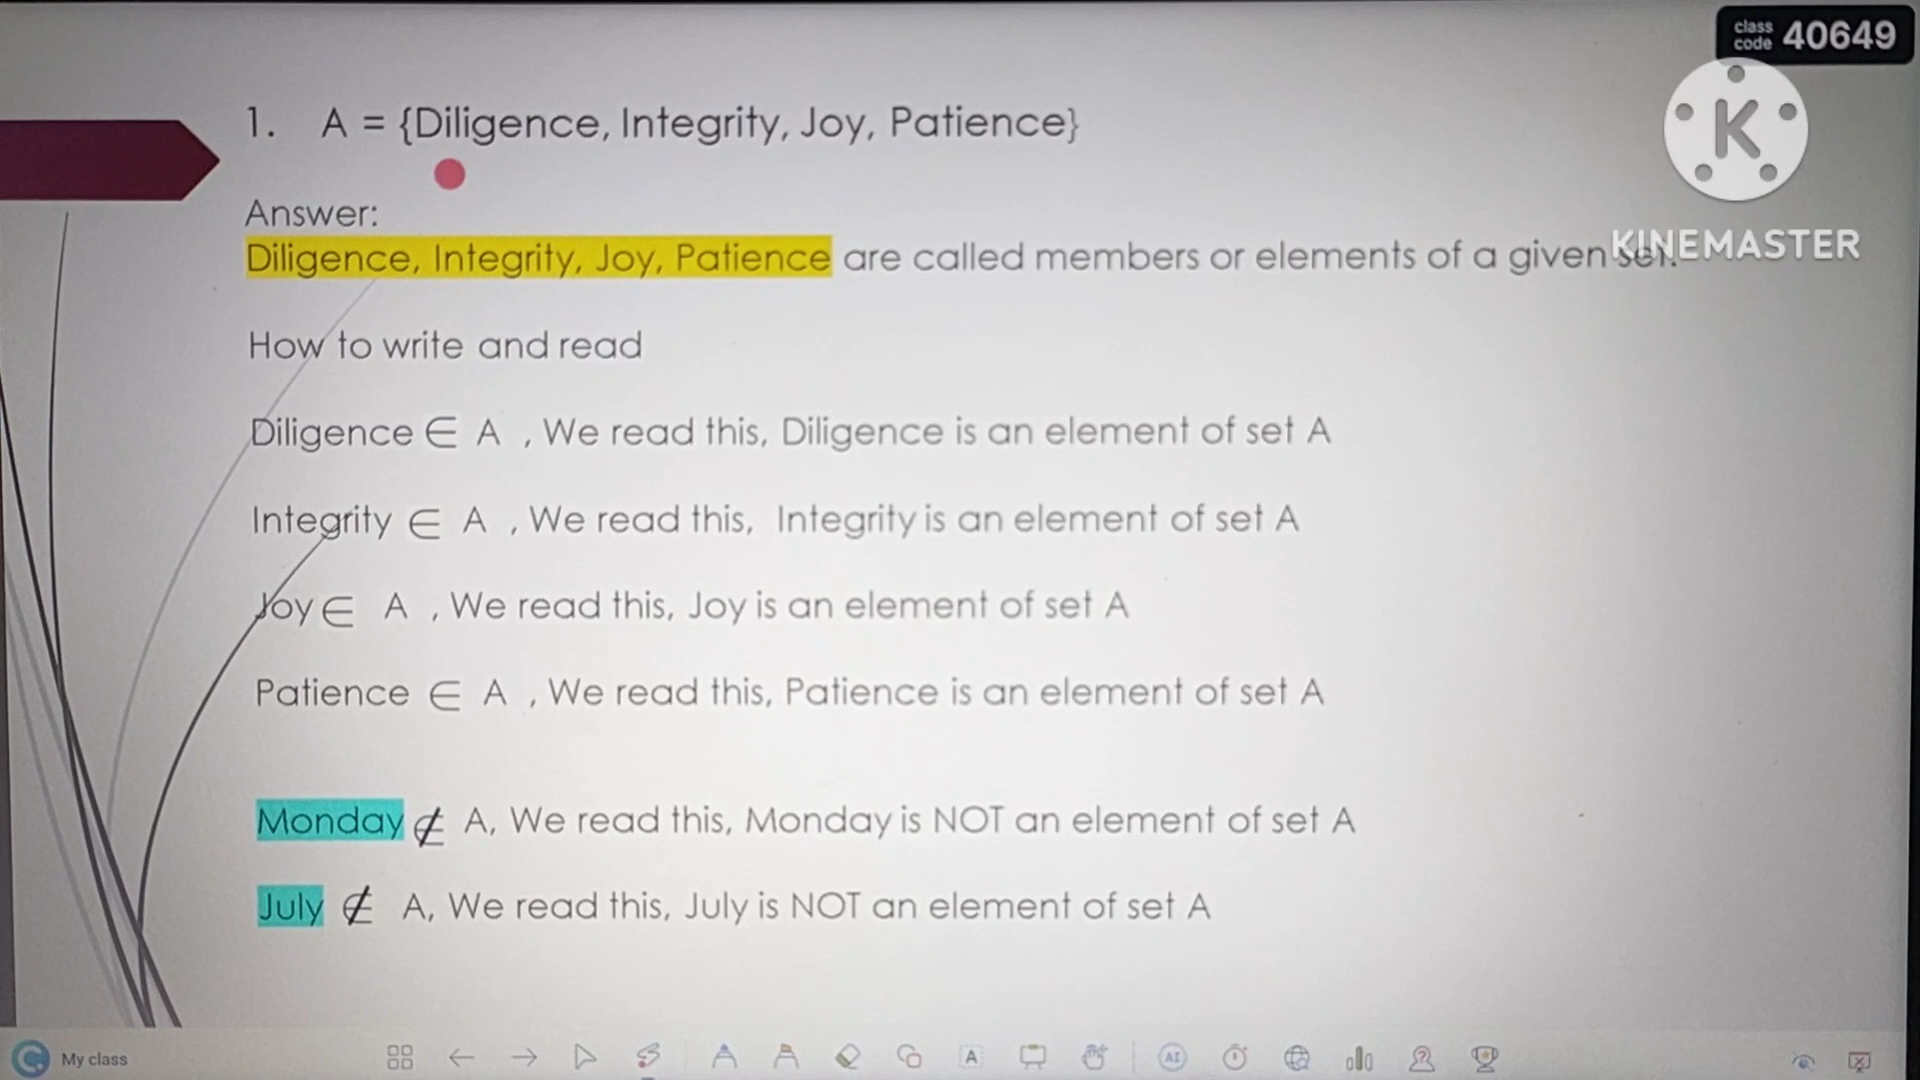 class code 40649
1. A = {Diligence, Integrity, Joy, Patience}
K
KINEMASTER
Answer:
Diligence, Integrity, Joy, Patience are called members or elements of a given set.
How to write and read
Diligence ∈ A , We read this, Diligence is an element of set A
Integrity ∈ A , We read this, Integrity is an element of set A
Joy ∈ A , We read this, Joy is an element of set A
Patience ∈ A , We read this, Patience is an element of set A
Monday ∉ A, We read this, Monday is NOT an element of set A
July ∉ A, We read this, July is NOT an element of set A
My class
A
AI